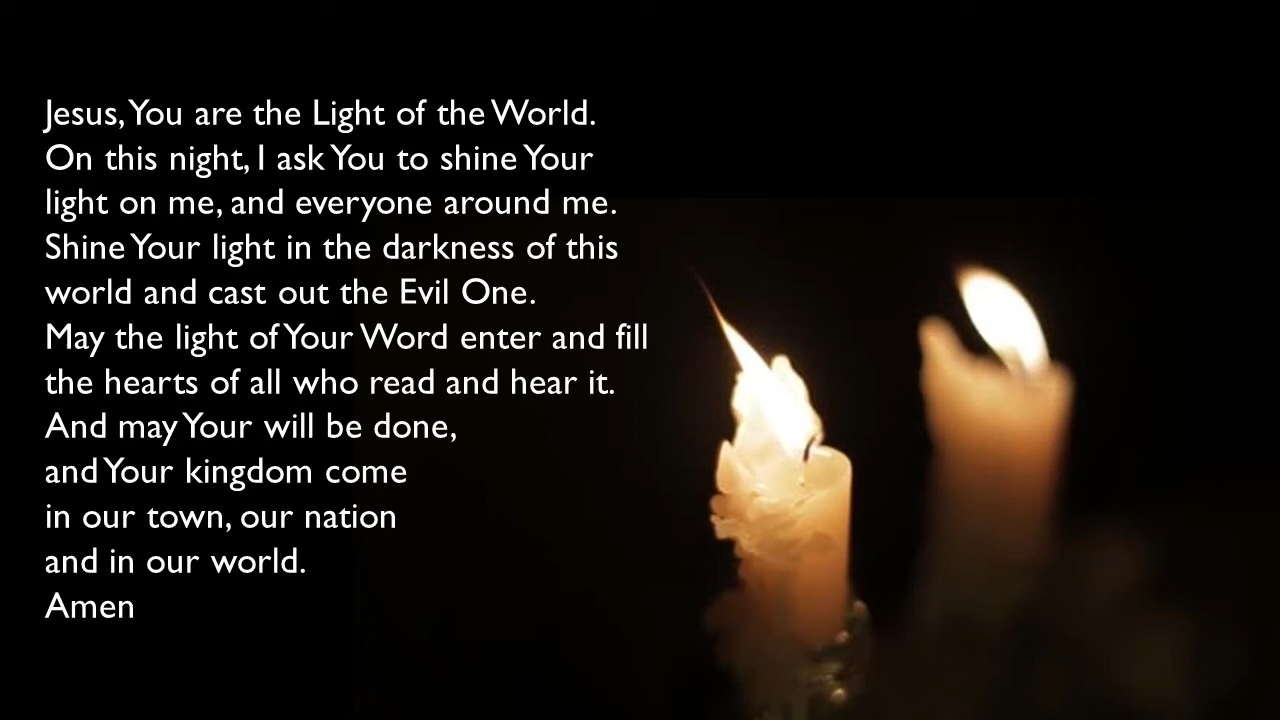 Jesus, You are the Light of the World.
On this night, I ask You to shine Your
light on me, and everyone around me.
Shine Your light in the darkness of this
world and cast out the Evil One.
May the light of Your Word enter and fill
the hearts of all who read and hear it.
And may Your will be done,
and Your kingdom come
in our town, our nation
and in our world.
Amen